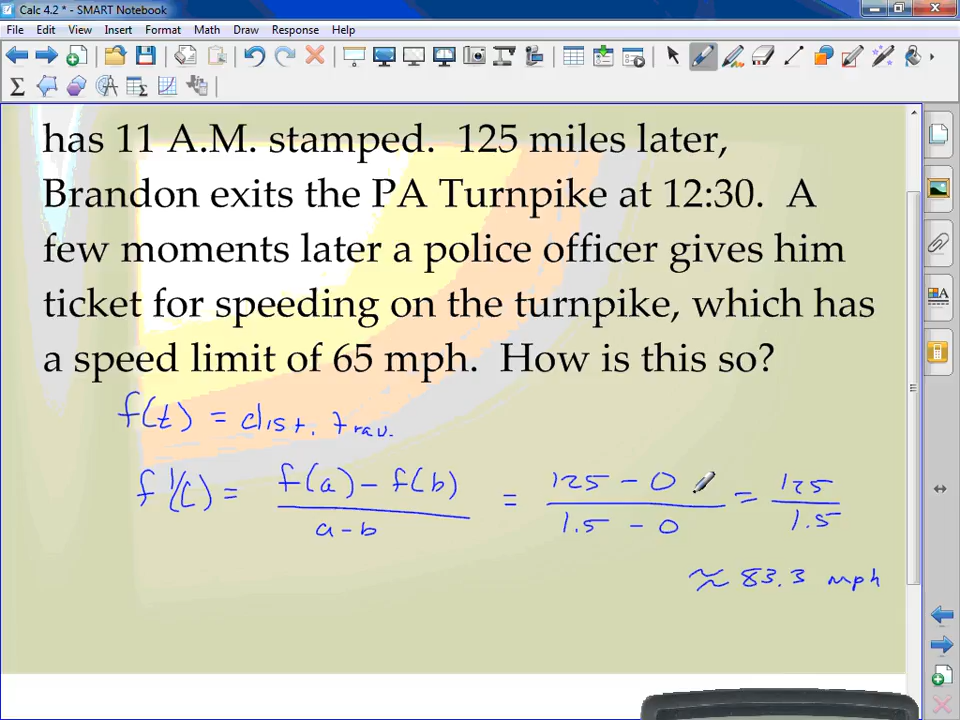 Calc 4.2 * - SMART Notebook
File Edit View Insert Format Math Draw Response Help
has 11 A.M. stamped. 125 miles later,
Brandon exits the PA Turnpike at 12:30. A
few moments later a police officer gives him
ticket for speeding on the turnpike, which has
a speed limit of 65 mph. How is this so?
f(t) = dist. trav.
f'(c) = f(a) - f(b) / a - b = 125 - 0 / 1.5 - 0 = 125 / 1.5
≈ 83.3 mph